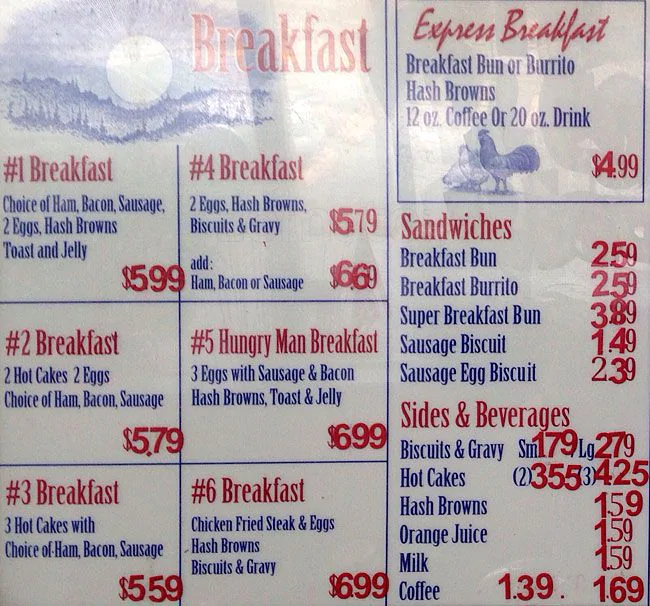 Breakfast
#1 Breakfast
Choice of Ham, Bacon, Sausage,
2 Eggs, Hash Browns
Toast and Jelly
$5.99
#2 Breakfast
2 Hot Cakes 2 Eggs
Choice of Ham, Bacon, Sausage
$5.79
#3 Breakfast
3 Hot Cakes with
Choice of Ham, Bacon, Sausage
$5.59
#4 Breakfast
2 Eggs, Hash Browns,
Biscuits & Gravy $5.79
add:
Ham, Bacon or Sausage $6.69
#5 Hungry Man Breakfast
3 Eggs with Sausage & Bacon
Hash Browns, Toast & Jelly
$6.99
#6 Breakfast
Chicken Fried Steak & Eggs
Hash Browns
Biscuits & Gravy
$6.99
Express Breakfast
Breakfast Bun or Burrito
Hash Browns
12 oz. Coffee Or 20 oz. Drink
$4.99
Sandwiches
Breakfast Bun 2.59
Breakfast Burrito 2.59
Super Breakfast Bun 3.89
Sausage Biscuit 1.49
Sausage Egg Biscuit 2.39
Sides & Beverages
Biscuits & Gravy Sm 1.79 Lg 2.79
Hot Cakes (2) 3.55 (3) 4.25
Hash Browns 1.59
Orange Juice 1.59
Milk 1.59
Coffee 1.39 . 1.69